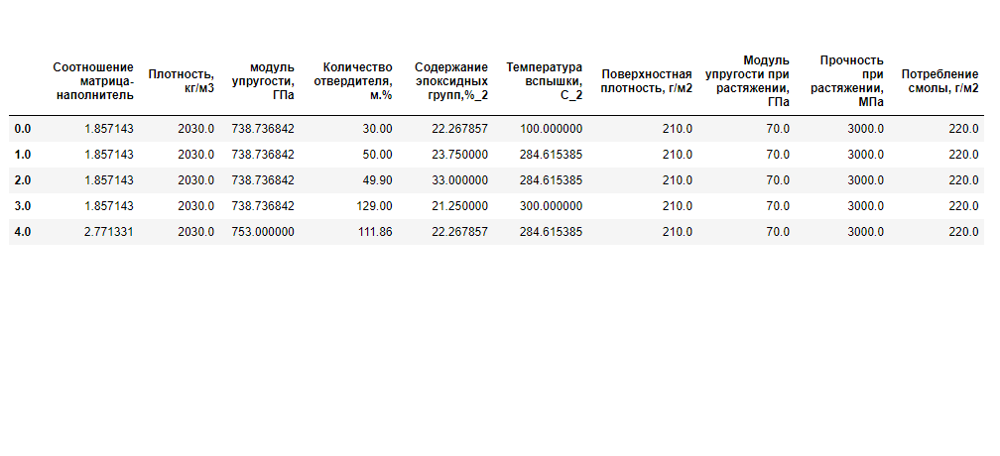 Соотношение матрица-наполнитель Плотность, кг/м3 модуль упругости, ГПа Количество отвердителя, м.% Содержание эпоксидных групп,%_2 Температура вспышки, С_2 Поверхностная плотность, г/м2 Модуль упругости при растяжении, ГПа Прочность при растяжении, МПа Потребление смолы, г/м2
0.0 1.857143 2030.0 738.736842 30.00 22.267857 100.000000 210.0 70.0 3000.0 220.0
1.0 1.857143 2030.0 738.736842 50.00 23.750000 284.615385 210.0 70.0 3000.0 220.0
2.0 1.857143 2030.0 738.736842 49.90 33.000000 284.615385 210.0 70.0 3000.0 220.0
3.0 1.857143 2030.0 738.736842 129.00 21.250000 300.000000 210.0 70.0 3000.0 220.0
4.0 2.771331 2030.0 753.000000 111.86 22.267857 284.615385 210.0 70.0 3000.0 220.0